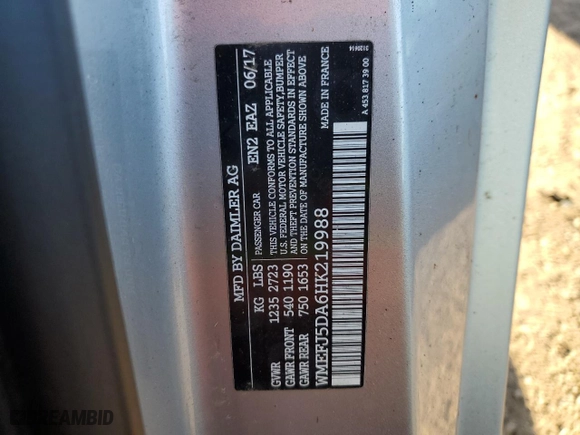 MFD BY DAIMLER AG EN2 EAZ 06/17
KG LBS PASSENGER CAR
GVWR 1235 2723
GAWR FRONT 540 1190
GAWR REAR 750 1653
THIS VEHICLE CONFORMS TO ALL APPLICABLE
U.S. FEDERAL MOTOR VEHICLE SAFETY,BUMPER
AND THEFT PREVENTION STANDARDS IN EFFECT
ON THE DATE OF MANUFACTURE SHOWN ABOVE
WMEFJ5DA6HK219988
MADE IN FRANCE
A 453 817 39 00